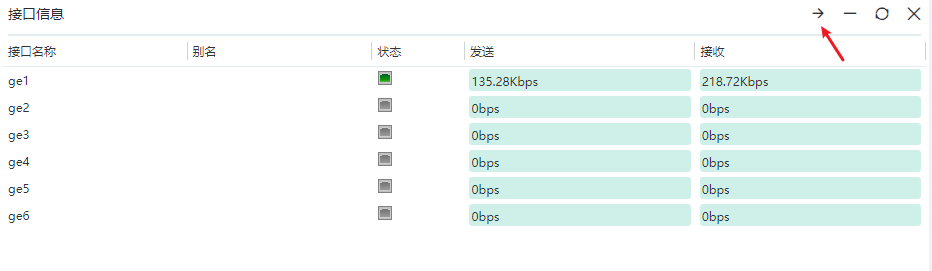 接口信息
接口名称 别名 状态 发送 接收
ge1 135.28Kbps 218.72Kbps
ge2 0bps 0bps
ge3 0bps 0bps
ge4 0bps 0bps
ge5 0bps 0bps
ge6 0bps 0bps